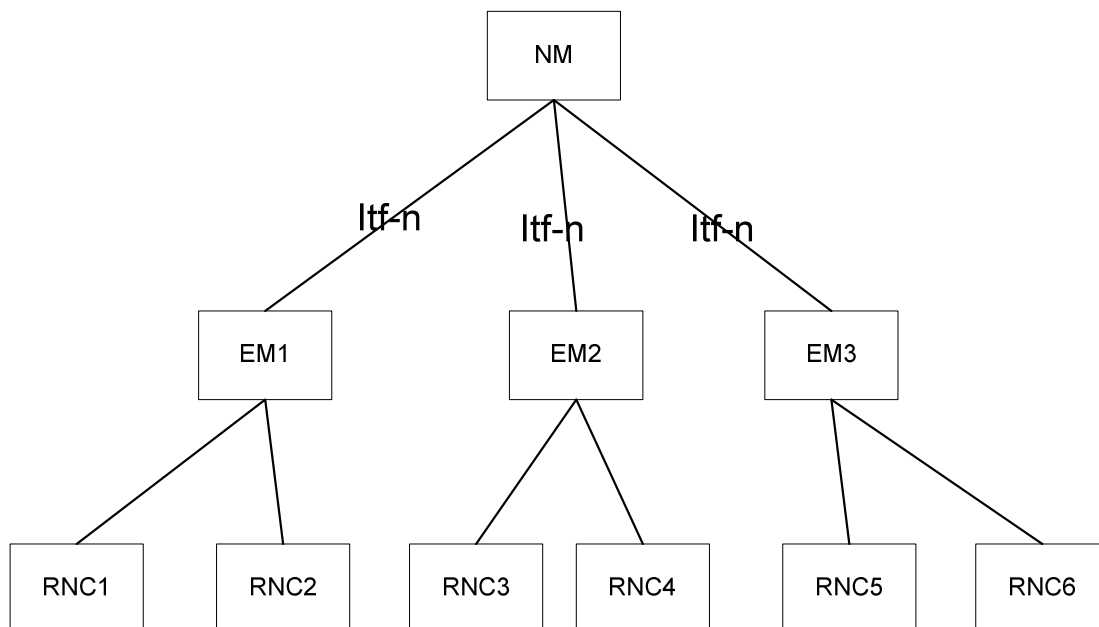 NM
Itf-n
Itf-n
Itf-n
EM1
EM2
EM3
RNC1
RNC2
RNC3
RNC4
RNC5
RNC6